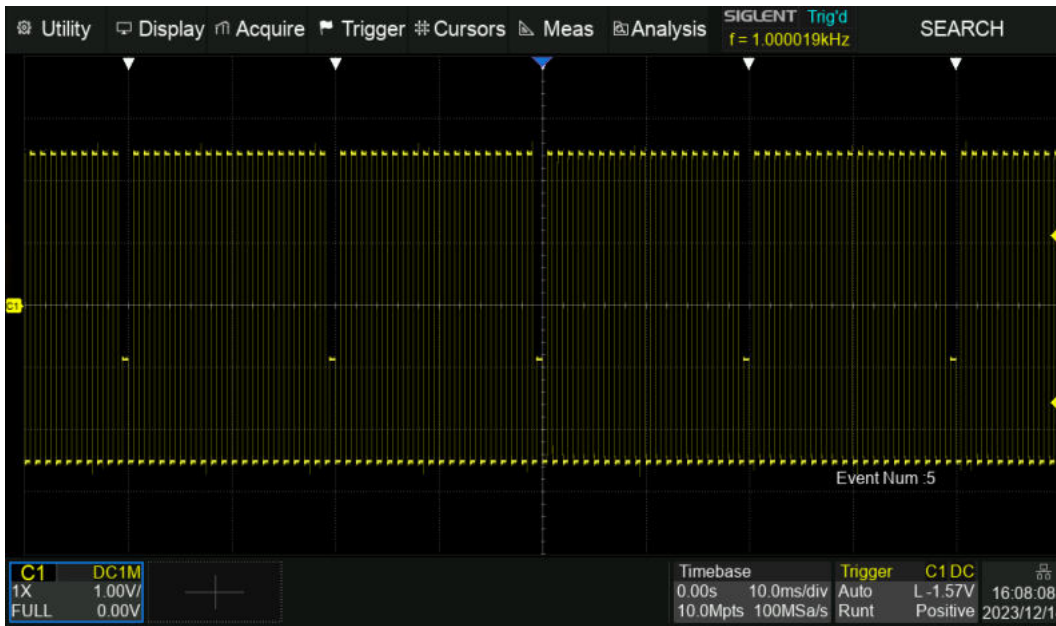 Utility Display Acquire Trigger Cursors Meas Analysis SIGLENT Trig'd SEARCH
f = 1.000019kHz
C1
Event Num :5
C1 DC1M Timebase Trigger C1 DC
1X 1.00V/ 0.00s 10.0ms/div Auto L -1.57V 16:08:08
FULL 0.00V 10.0Mpts 100MSa/s Runt Positive 2023/12/1